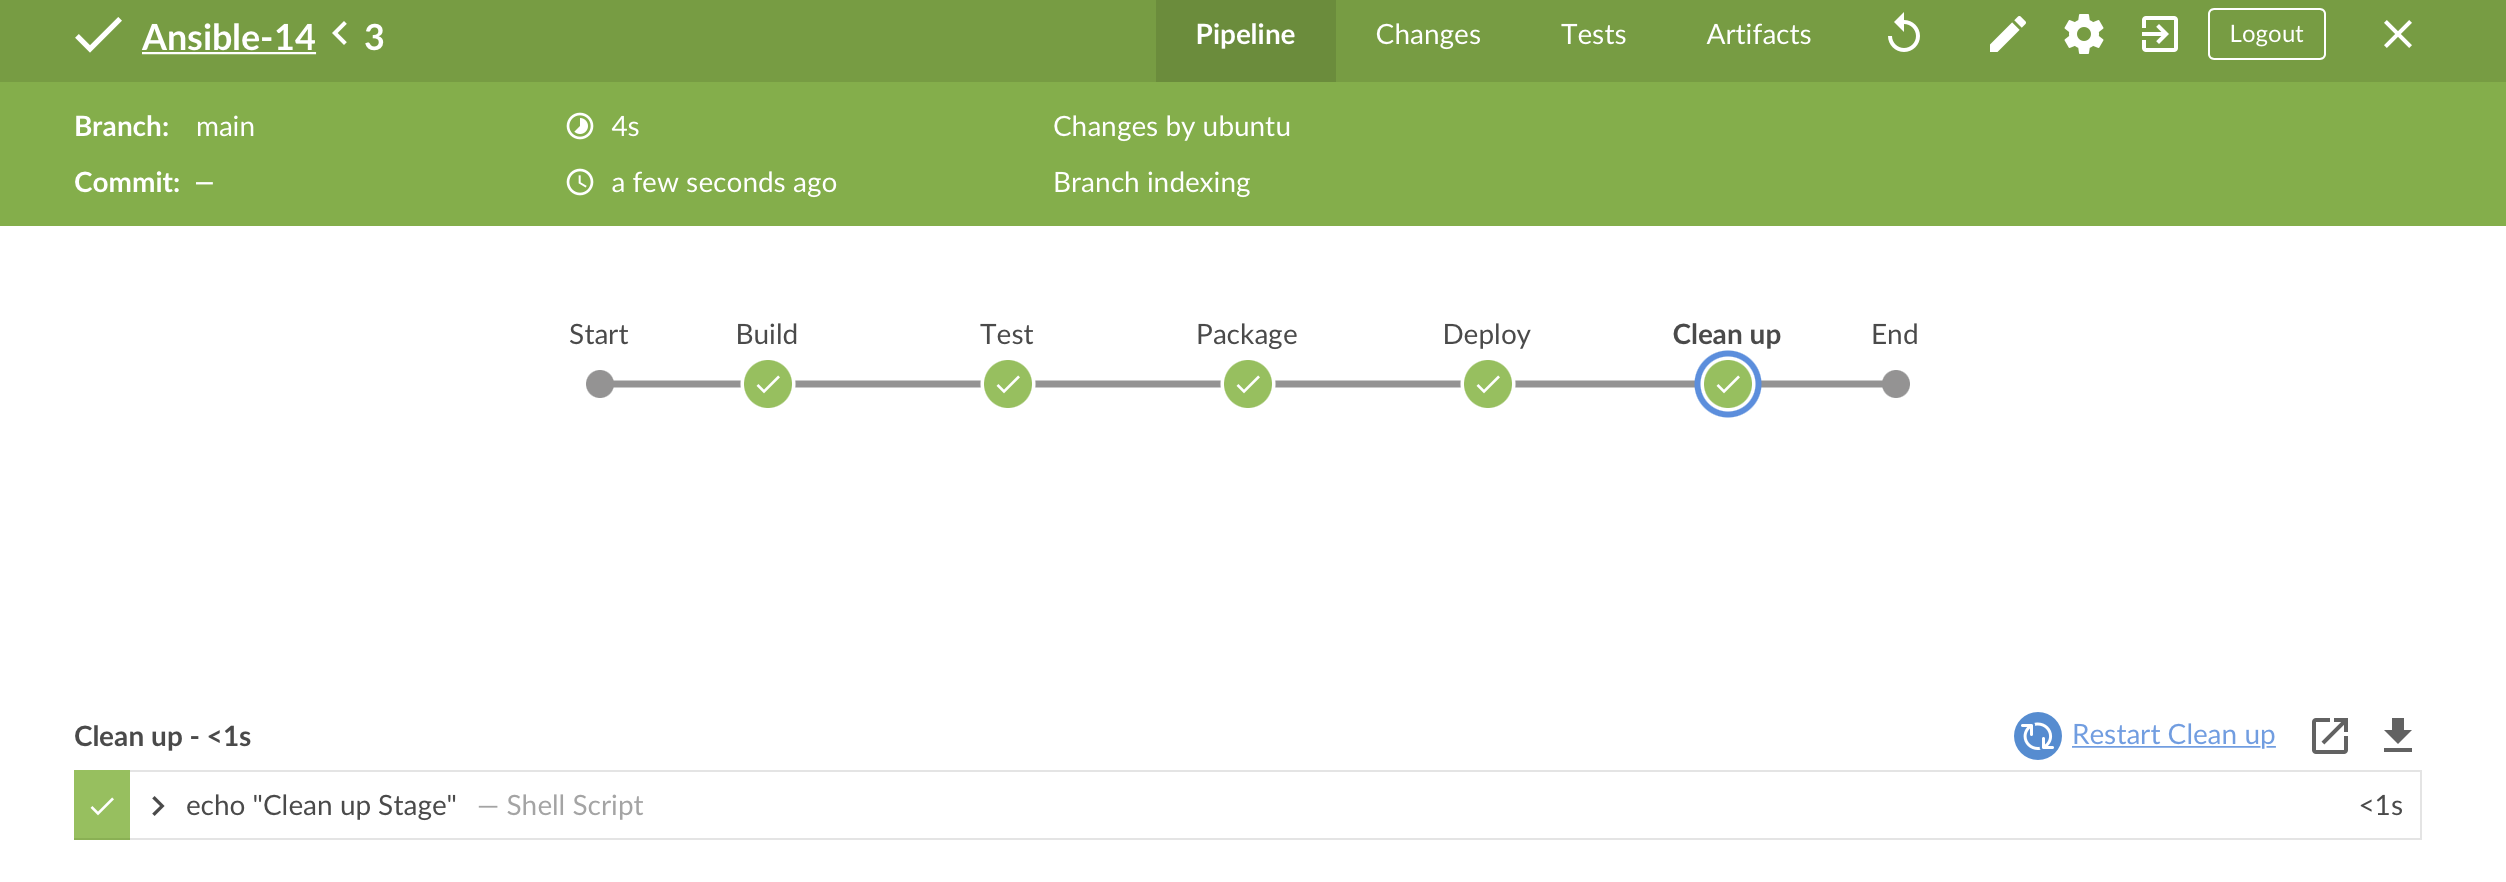 Ansible-14 < 3
Pipeline Changes Tests Artifacts Logout
Branch: main 4s Changes by ubuntu
Commit: — a few seconds ago Branch indexing
Start Build Test Package Deploy Clean up End
Clean up - <1s Restart Clean up
echo "Clean up Stage" — Shell Script <1s